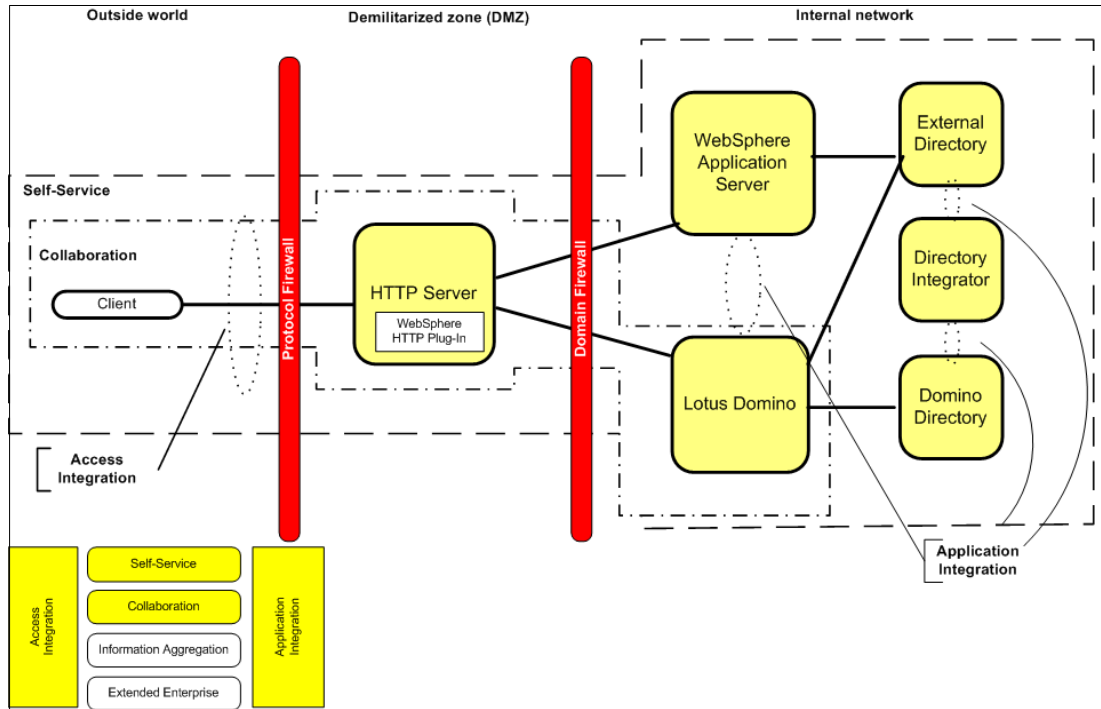 Outside world
Demilitarized zone (DMZ)
Internal network
Self-Service
Collaboration
Client
Protocol Firewall
HTTP Server
WebSphere
HTTP Plug-In
Domain Firewall
WebSphere
Application
Server
External
Directory
Directory
Integrator
Lotus Domino
Domino
Directory
Access
Integration
Application
Integration
Access
Integration
Self-Service
Collaboration
Information Aggregation
Extended Enterprise
Application
Integration